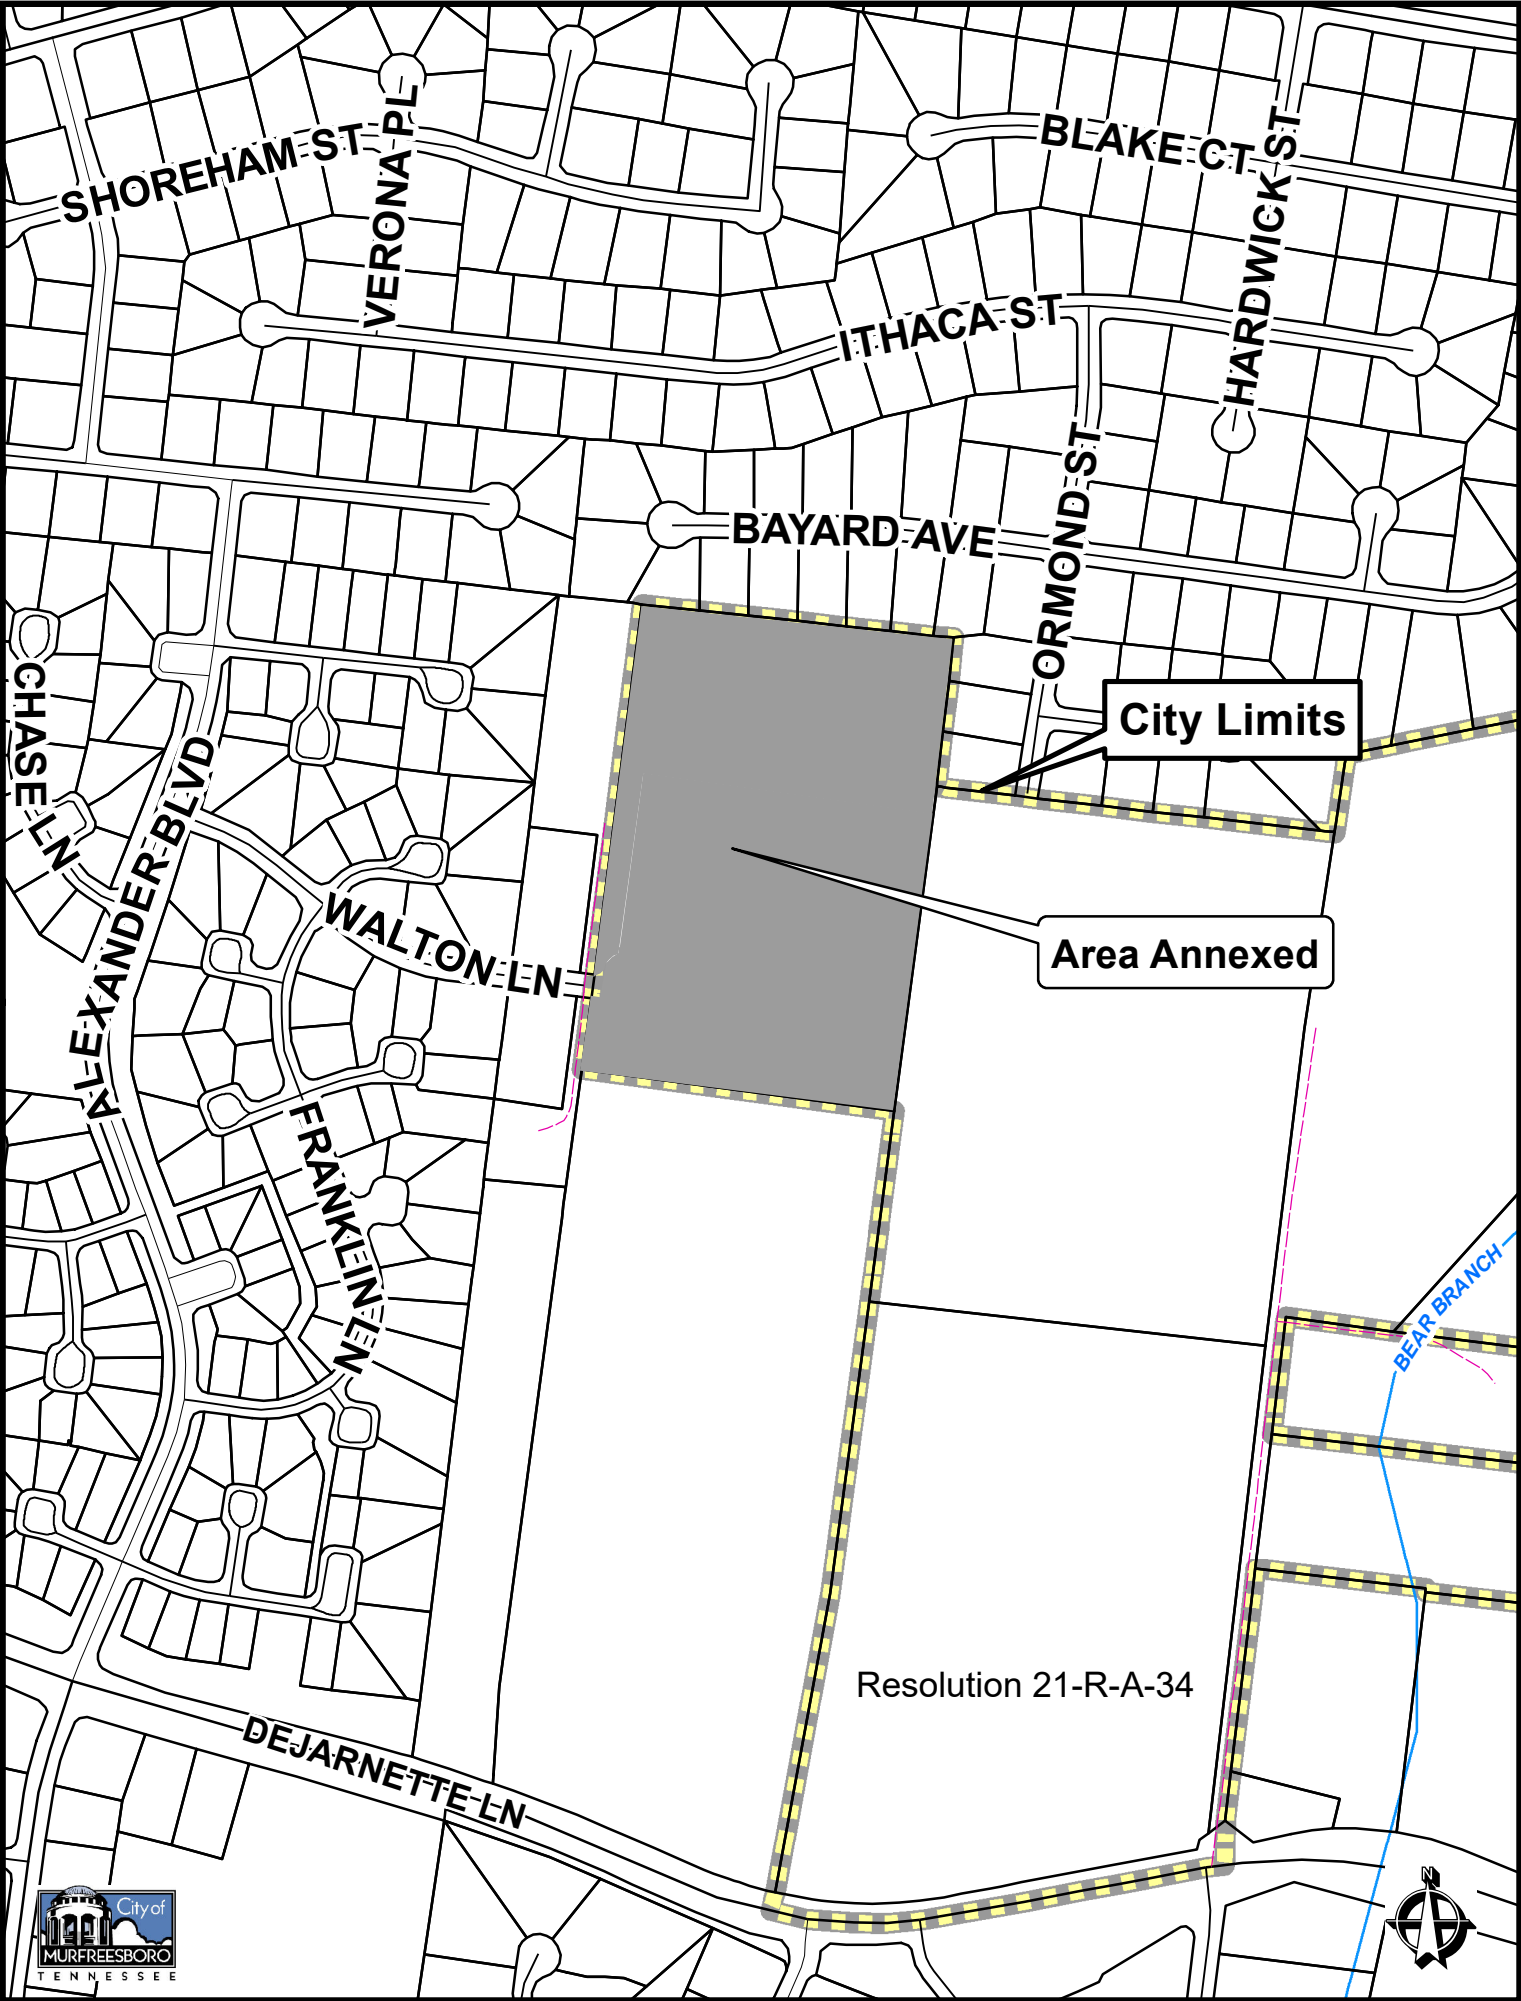 SHOREHAM ST
VERONA PL
BLAKE CT
HARDWICK ST
ITHACA ST
BAYARD AVE
ORMOND ST
CHASE LN
ALEXANDER BLVD
City Limits
WALTON LN
Area Annexed
FRANKLIN LN
BEAR BRANCH
Resolution 21-R-A-34
DEJARNETTE LN
N
City of
MURFREESBORO
TENNESSEE